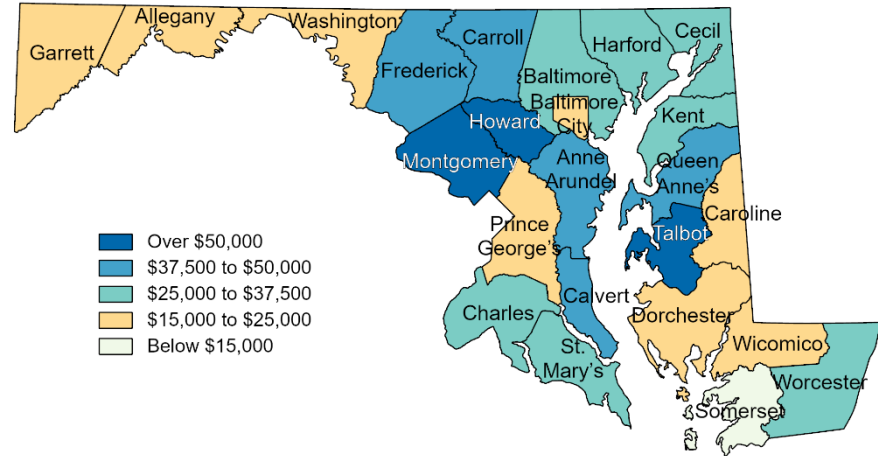 Garrett
Allegany
Washington
Frederick
Carroll
Baltimore
Harford
Cecil
Baltimore
City
Howard
Montgomery
Kent
Anne
Arundel
Queen
Anne's
Prince
George's
Talbot
Caroline
Calvert
Charles
St.
Mary's
Dorchester
Wicomico
Worcester
Somerset
Over $50,000
$37,500 to $50,000
$25,000 to $37,500
$15,000 to $25,000
Below $15,000